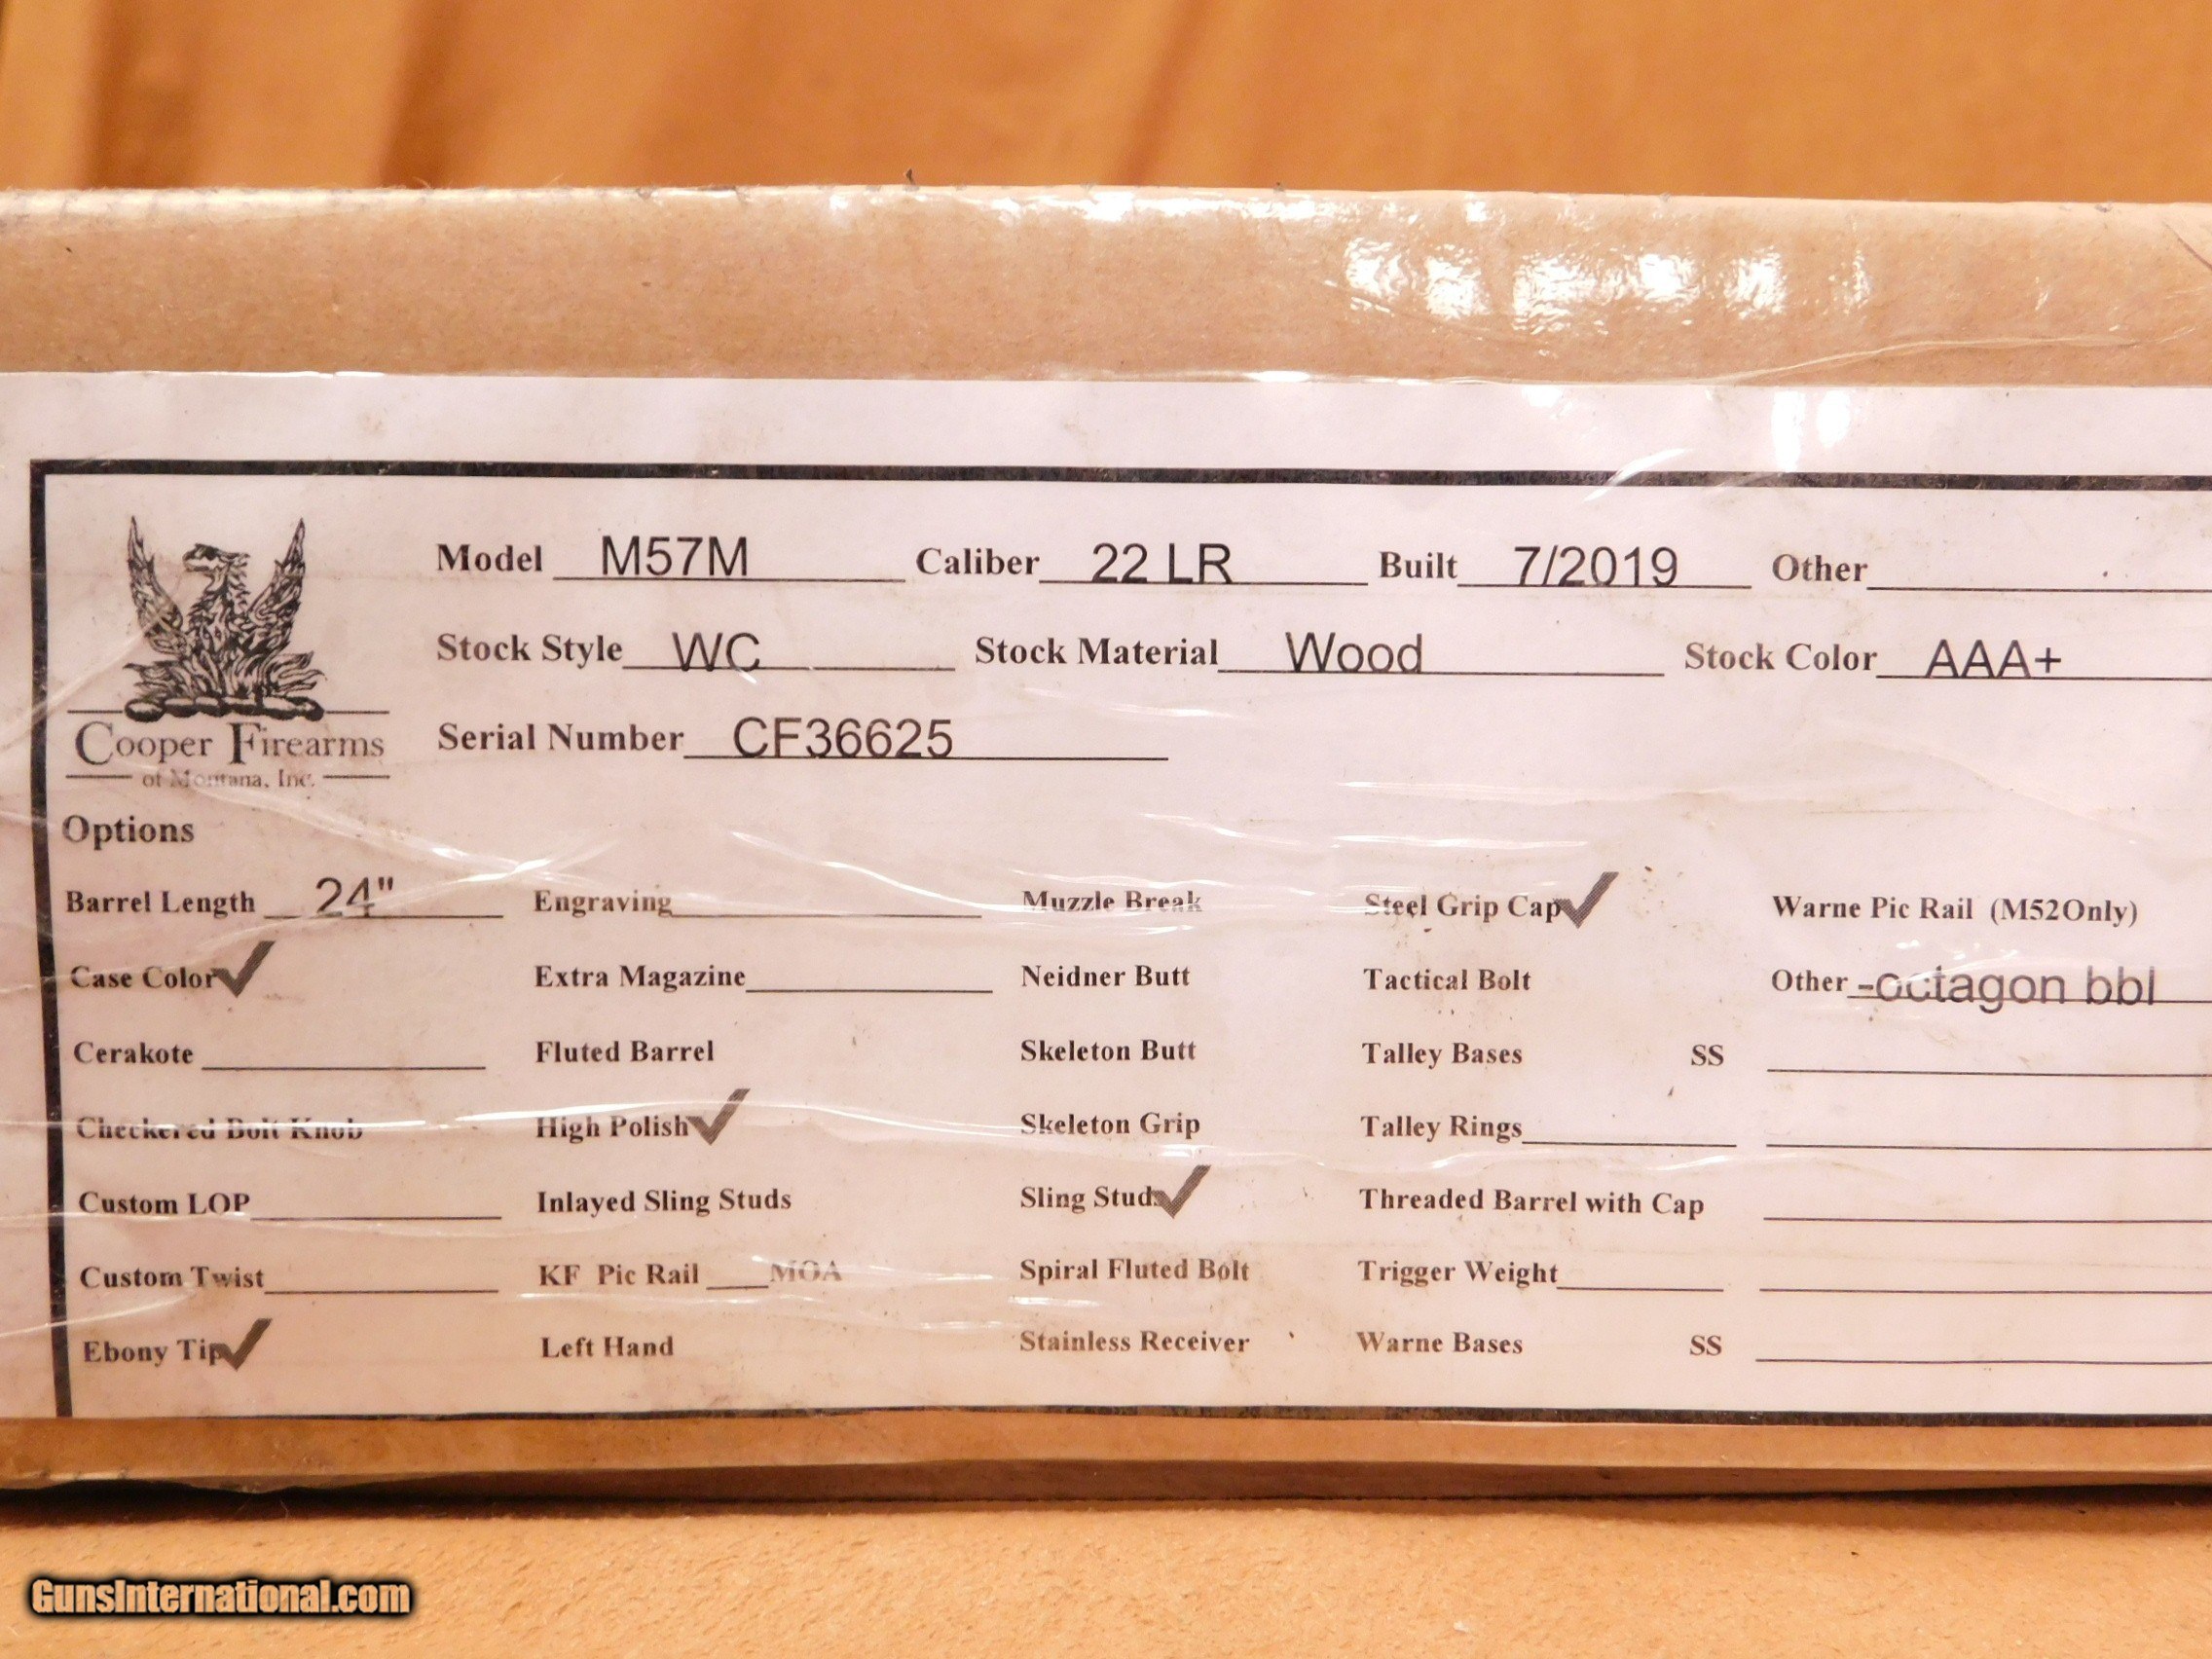 Model M57M Caliber 22 LR Built 7/2019 Other
Stock Style WC Stock Material Wood Stock Color AAA+
Serial Number CF36625
Cooper Firearms
of Montana, Inc.
Options
Barrel Length 24" Engraving Muzzle Break Steel Grip Cap ✓ Warne Pic Rail (M52Only)
Case Color ✓ Extra Magazine Neidner Butt Tactical Bolt Other -octagon bbl
Cerakote Fluted Barrel Skeleton Butt Talley Bases SS
Checkered Bolt Knob High Polish ✓ Skeleton Grip Talley Rings
Custom LOP Inlayed Sling Studs Sling Studs ✓ Threaded Barrel with Cap
Custom Twist KF Pic Rail ___MOA Spiral Fluted Bolt Trigger Weight
Ebony Tip ✓ Left Hand Stainless Receiver Warne Bases SS
GunsInternational.com